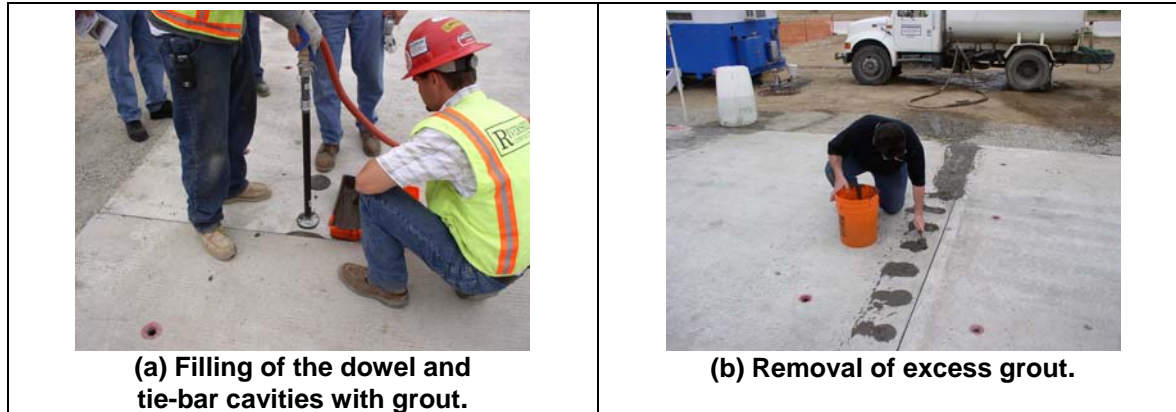 (a) Filling of the dowel and
tie-bar cavities with grout.
(b) Removal of excess grout.